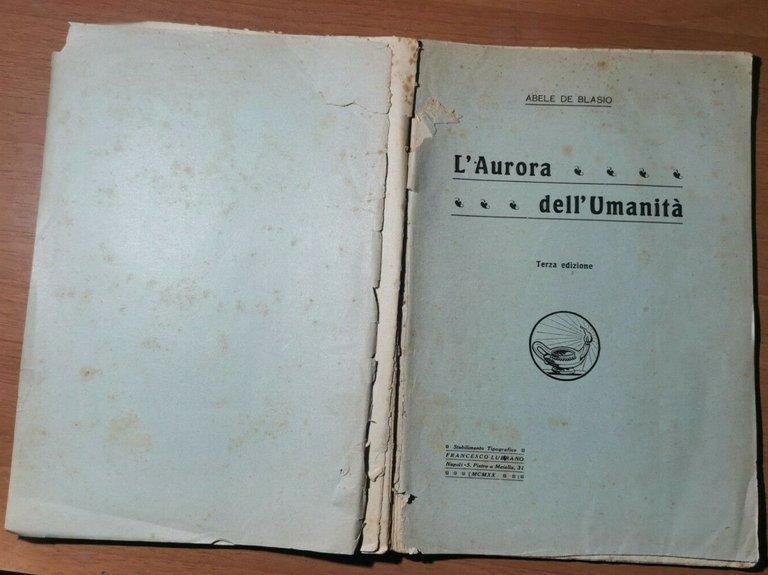 ABELE DE BLASIO
L'Aurora
dell'Umanità
Terza edizione
Stabilimento Tipografico
FRANCESCO LUBRANO
Napoli - S. Pietro a Maiella, 31
(MCMXX)